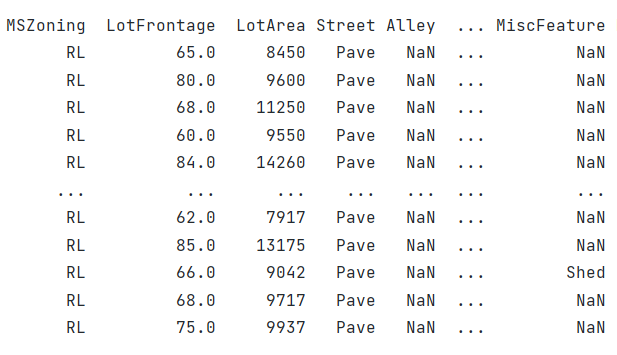 MSZoning LotFrontage LotArea Street Alley ... MiscFeature
RL 65.0 8450 Pave NaN ... NaN
RL 80.0 9600 Pave NaN ... NaN
RL 68.0 11250 Pave NaN ... NaN
RL 60.0 9550 Pave NaN ... NaN
RL 84.0 14260 Pave NaN ... NaN
... ... ... ... ... ... ...
RL 62.0 7917 Pave NaN ... NaN
RL 85.0 13175 Pave NaN ... NaN
RL 66.0 9042 Pave NaN ... Shed
RL 68.0 9717 Pave NaN ... NaN
RL 75.0 9937 Pave NaN ... NaN